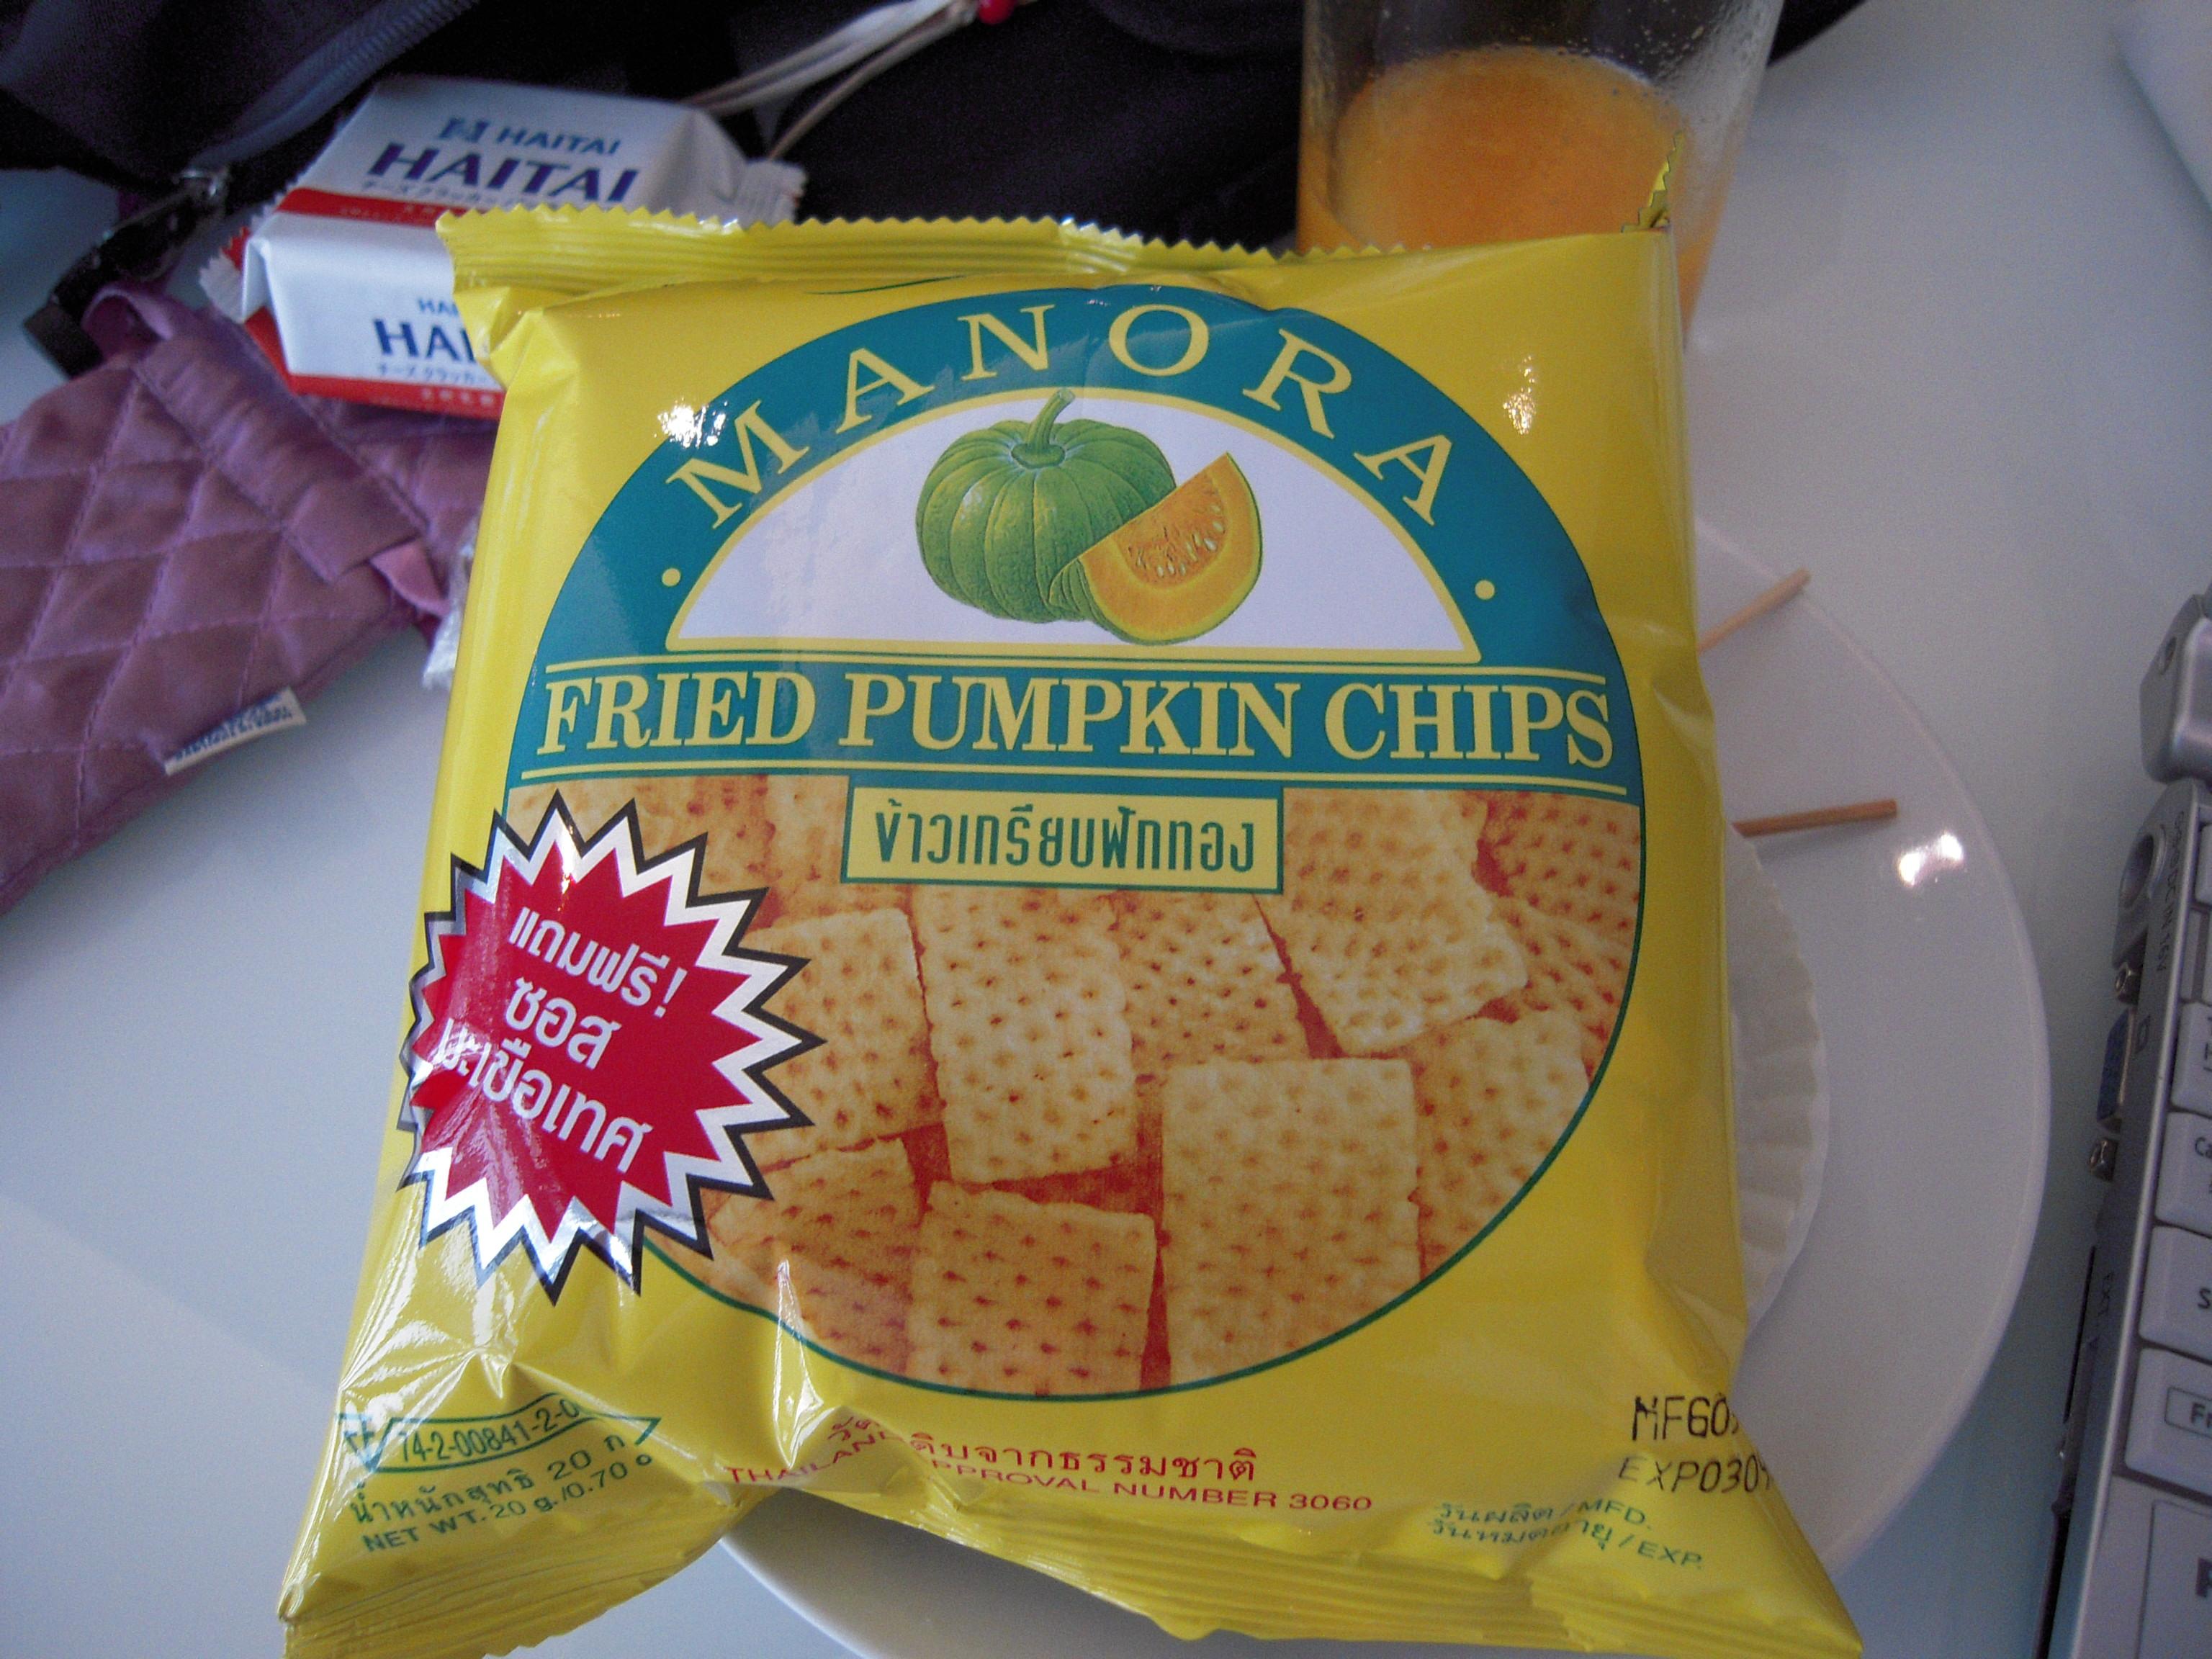 HAITAI
HAITAI
MANORA
FRIED PUMPKIN CHIPS
ข้าวเกรียบฟักทอง
แถมฟรี!
ซอส
มะเขือเทศ
74-2-00841-2-0
น้ำหนักสุทธิ 20 ก
NET WT. 20 g./0.70
ดิบจากธรรมชาติ
THAILAND APPROVAL NUMBER 3060
MFG0
EXP0309
วันผลิต / MFD.
วันหมดอายุ / EXP.